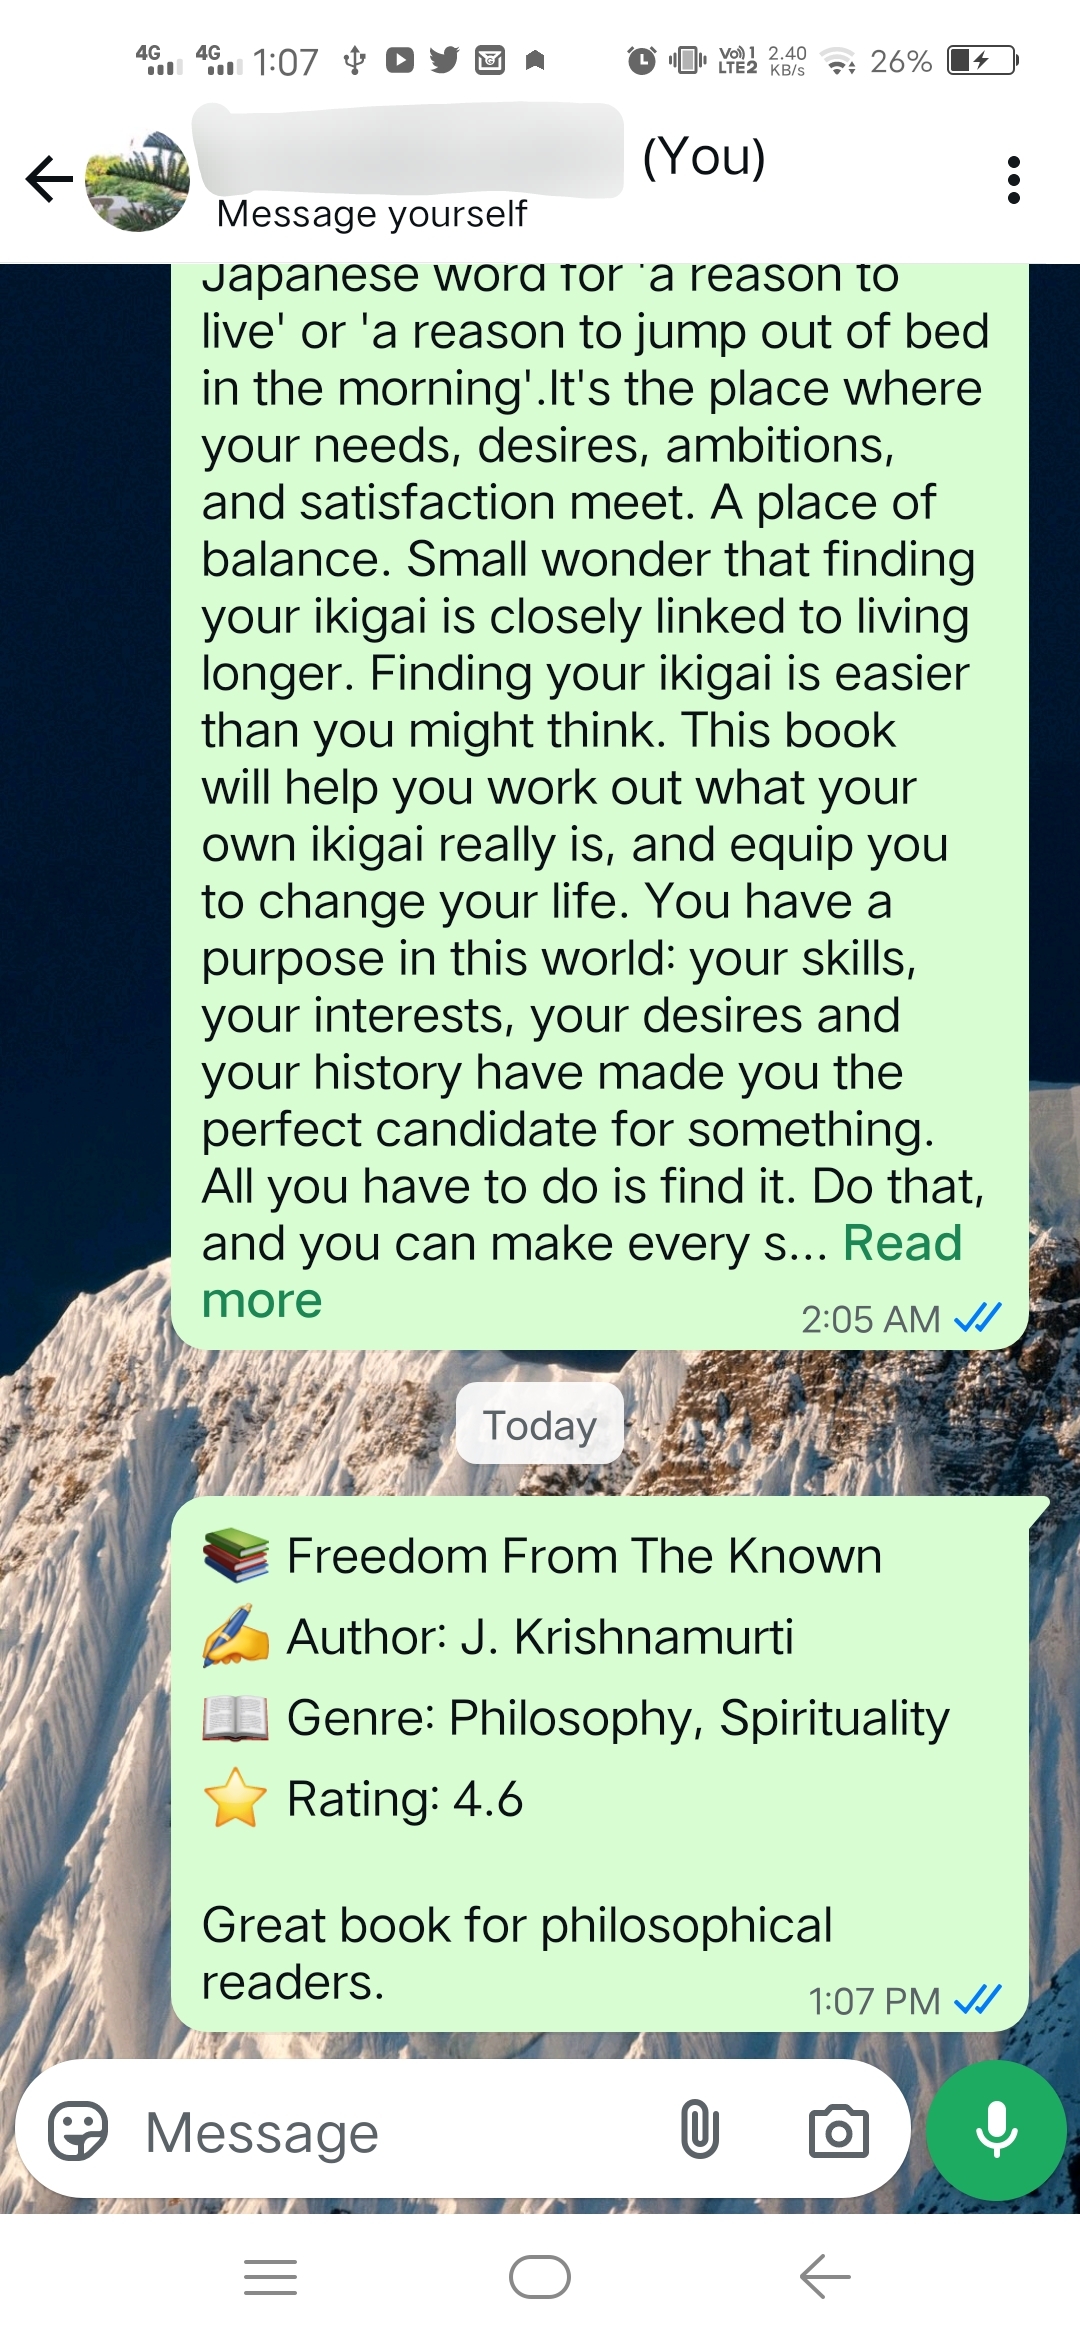 4G 4G 1:07 Vo) 1 LTE2 2.40 KB/s 26%
(You)
Message yourself
Japanese word for 'a reason to
live' or 'a reason to jump out of bed
in the morning'.It's the place where
your needs, desires, ambitions,
and satisfaction meet. A place of
balance. Small wonder that finding
your ikigai is closely linked to living
longer. Finding your ikigai is easier
than you might think. This book
will help you work out what your
own ikigai really is, and equip you
to change your life. You have a
purpose in this world: your skills,
your interests, your desires and
your history have made you the
perfect candidate for something.
All you have to do is find it. Do that,
and you can make every s... Read
more
2:05 AM
Today
📚 Freedom From The Known
✍️ Author: J. Krishnamurti
📖 Genre: Philosophy, Spirituality
⭐ Rating: 4.6
Great book for philosophical
readers.
1:07 PM
Message